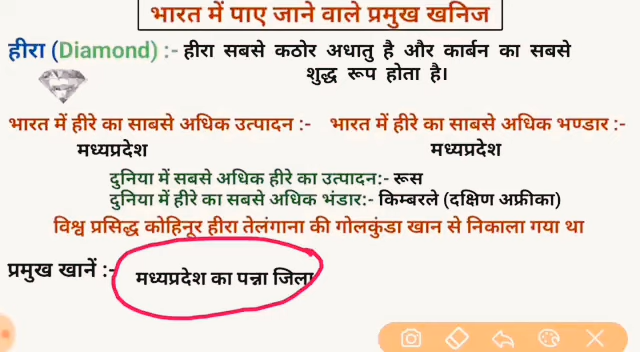 भारत में पाए जाने वाले प्रमुख खनिज
हीरा (Diamond) :- हीरा सबसे कठोर अधातु है और कार्बन का सबसे
शुद्ध रूप होता है।
भारत में हीरे का साबसे अधिक उत्पादन :-
मध्यप्रदेश
भारत में हीरे का साबसे अधिक भण्डार :-
मध्यप्रदेश
दुनिया में सबसे अधिक हीरे का उत्पादन:- रूस
दुनिया में हीरे का सबसे अधिक भंडार:- किम्बरले (दक्षिण अफ्रीका)
विश्व प्रसिद्ध कोहिनूर हीरा तेलंगाना की गोलकुंडा खान से निकाला गया था
प्रमुख खानें :- मध्यप्रदेश का पन्ना जिला